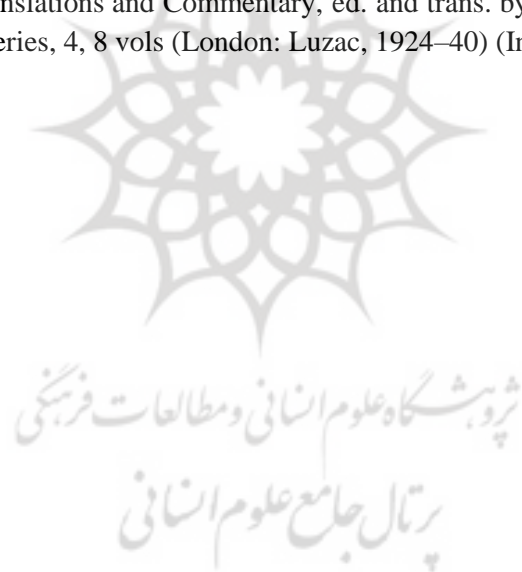 nslations and Commentary, ed. and trans. by
eries, 4, 8 vols (London: Luzac, 1924–40) (In
پژوهشگاه علوم انسانی و مطالعات فرهنگی
پرتال جامع علوم انسانی